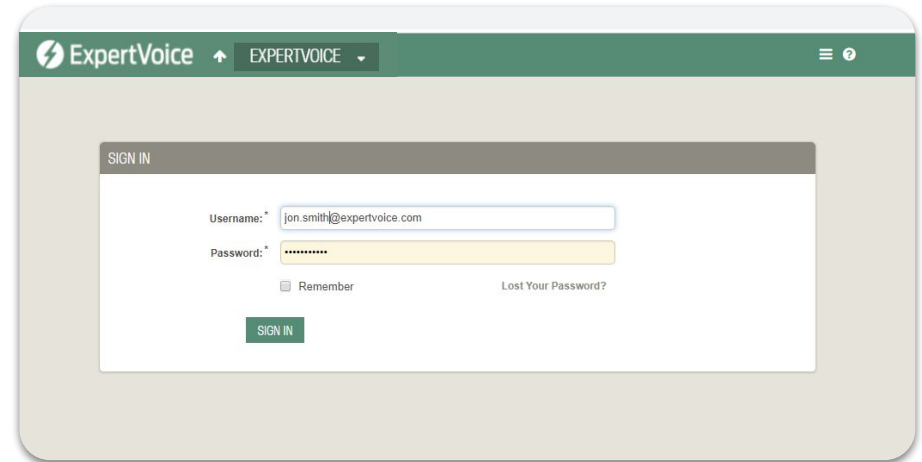 ExpertVoice EXPERTVOICE
SIGN IN
Username:* jon.smith@expertvoice.com
Password:* •••••••••••
Remember Lost Your Password?
SIGN IN